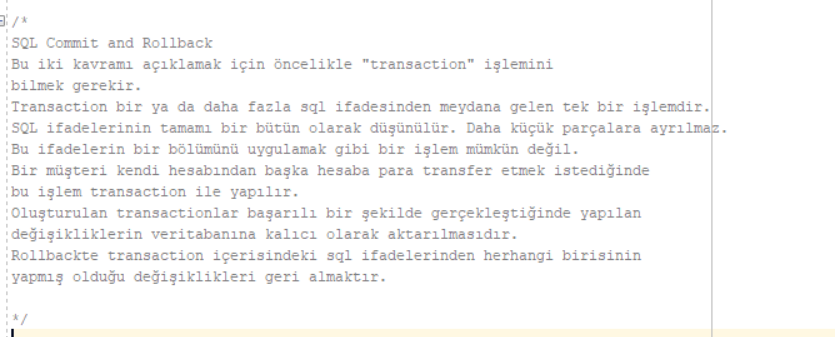 /*
SQL Commit and Rollback
Bu iki kavramı açıklamak için öncelikle "transaction" işlemini
bilmek gerekir.
Transaction bir ya da daha fazla sql ifadesinden meydana gelen tek bir işlemdir.
SQL ifadelerinin tamamı bir bütün olarak düşünülür. Daha küçük parçalara ayrılmaz.
Bu ifadelerin bir bölümünü uygulamak gibi bir işlem mümkün değil.
Bir müşteri kendi hesabından başka hesaba para transfer etmek istediğinde
bu işlem transaction ile yapılır.
Oluşturulan transactionlar başarılı bir şekilde gerçekleştiğinde yapılan
değişikliklerin veritabanına kalıcı olarak aktarılmasıdır.
Rollbackte transaction içerisindeki sql ifadelerinden herhangi birisinin
yapmış olduğu değişiklikleri geri almaktır.
*/